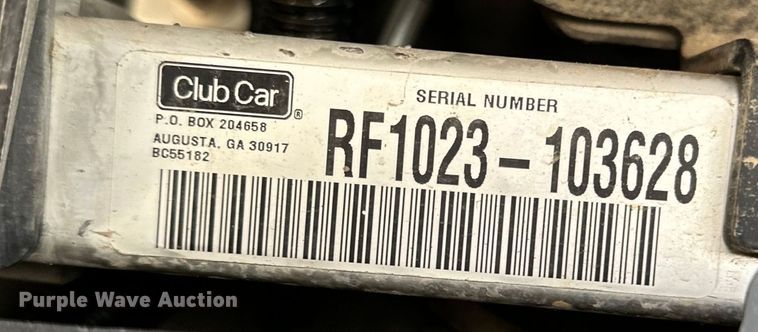 Club Car®
P.O. BOX 204658
AUGUSTA, GA 30917
BC55182
SERIAL NUMBER
RF1023-103628
Purple Wave Auction